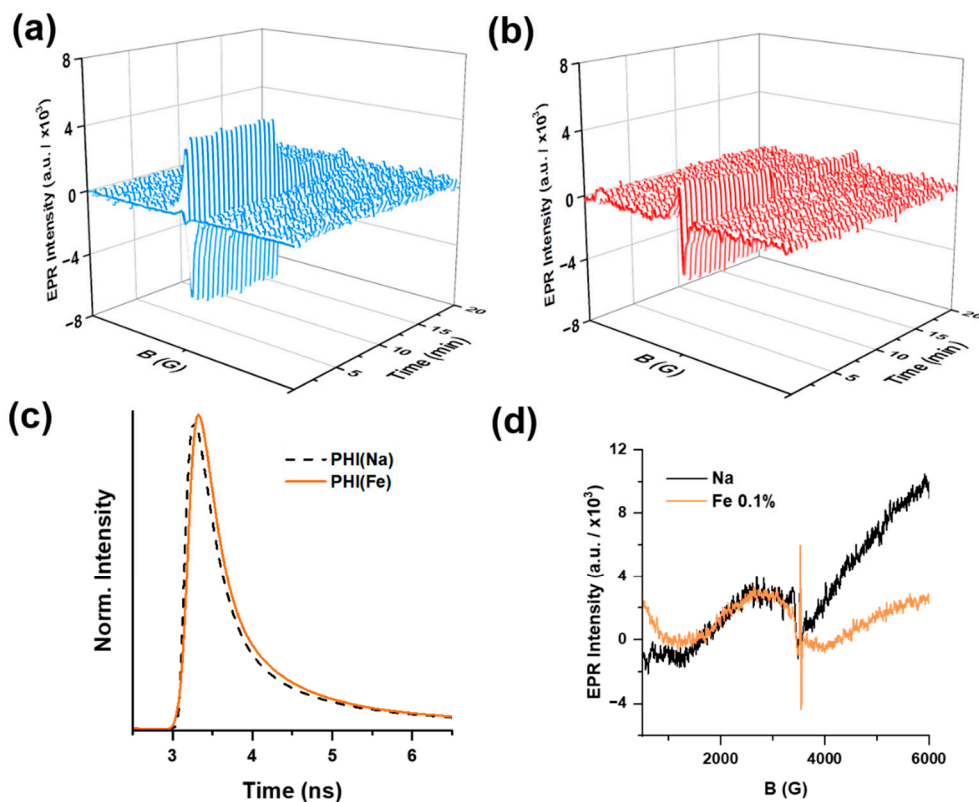 (a)
8
4
0
−4
−8
EPR Intensity (a.u. / x10³)
B (G)
5
10
15
20
Time (min)
(b)
8
4
0
−4
−8
EPR Intensity (a.u. / x10³)
B (G)
5
10
15
20
Time (min)
(c)
PHI(Na)
PHI(Fe)
Norm. Intensity
3
4
5
6
Time (ns)
(d)
12
8
4
0
−4
EPR Intensity (a.u. / x10³)
Na
Fe 0.1%
2000
4000
6000
B (G)